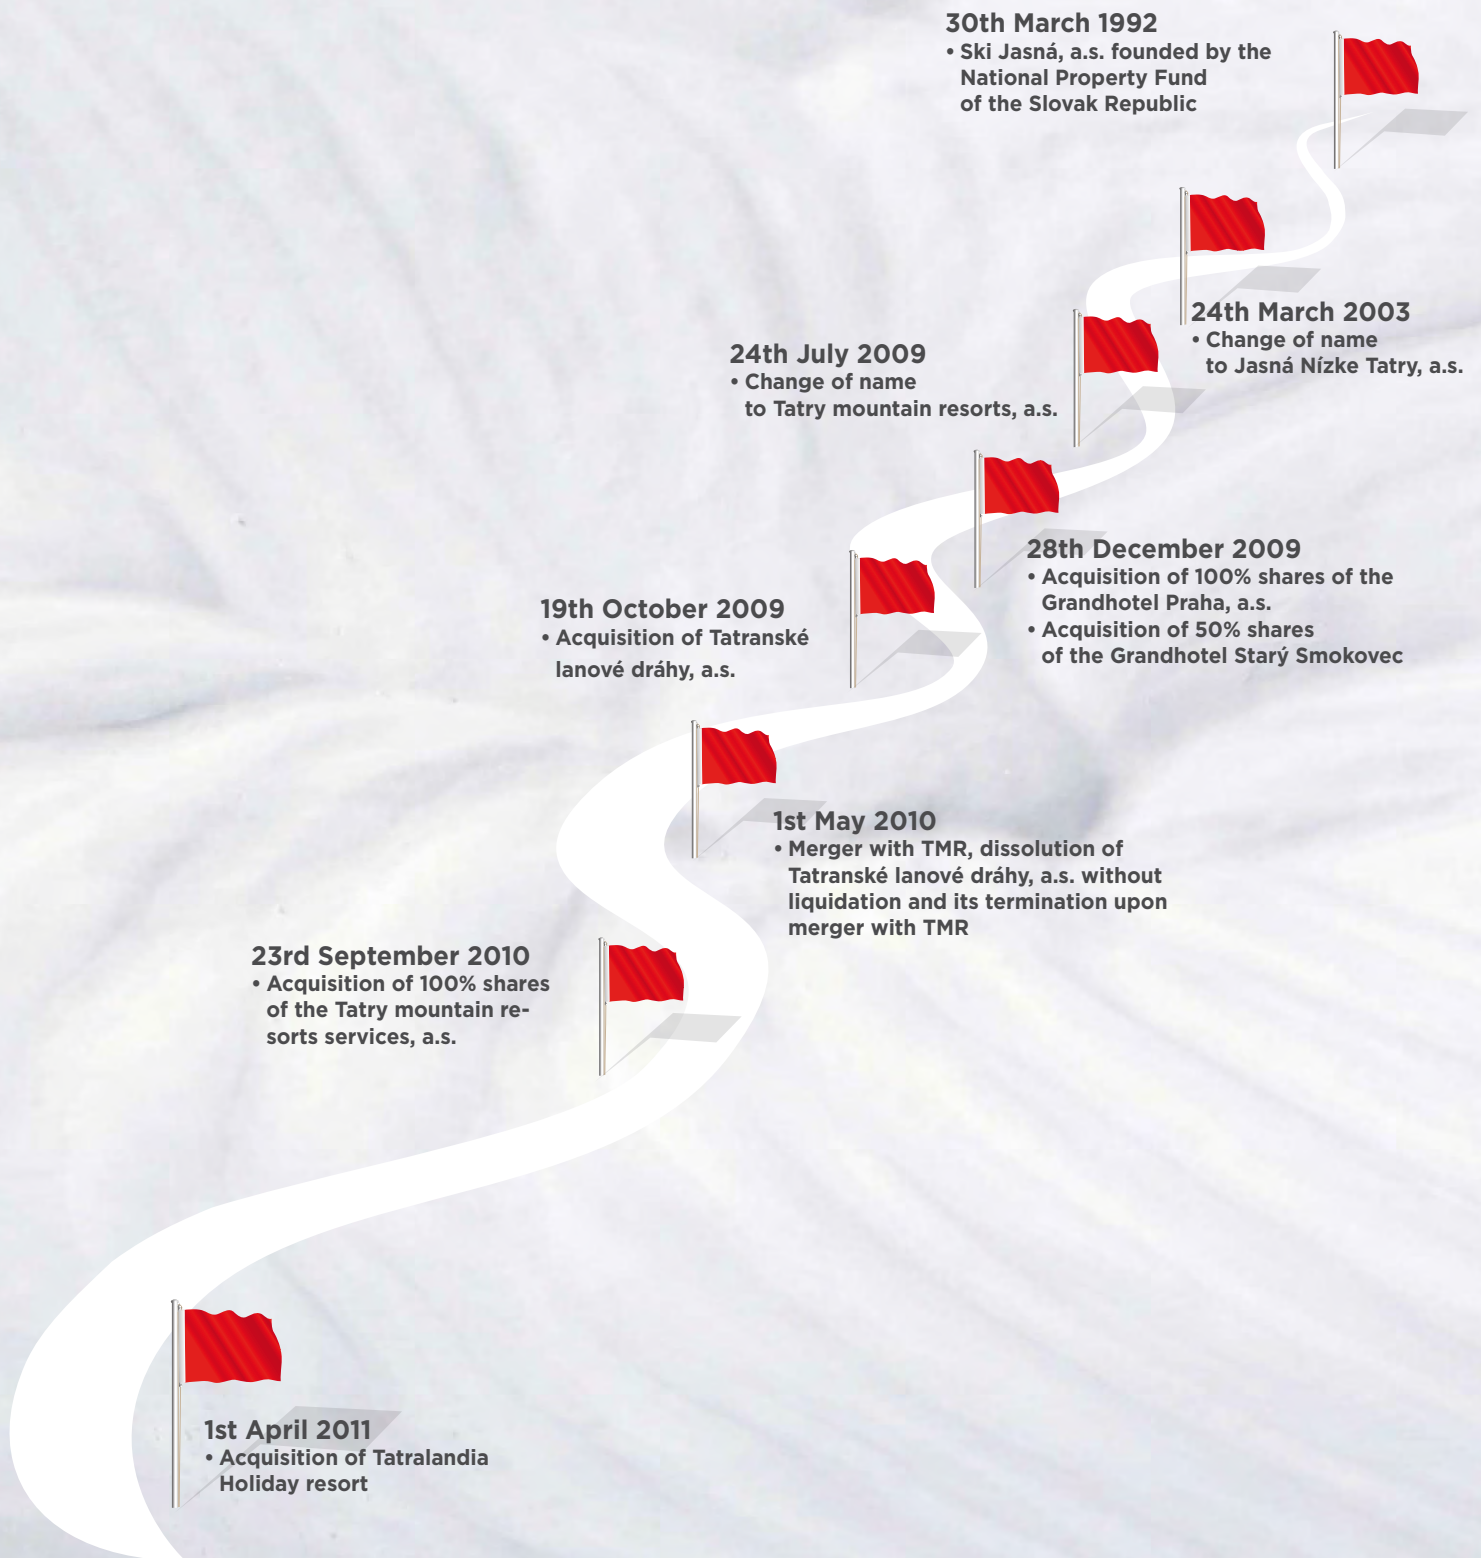 30th March 1992
• Ski Jasná, a.s. founded by the
National Property Fund
of the Slovak Republic
24th March 2003
• Change of name
to Jasná Nízke Tatry, a.s.
24th July 2009
• Change of name
to Tatry mountain resorts, a.s.
28th December 2009
• Acquisition of 100% shares of the
Grandhotel Praha, a.s.
• Acquisition of 50% shares
of the Grandhotel Starý Smokovec
19th October 2009
• Acquisition of Tatranské
lanové dráhy, a.s.
1st May 2010
• Merger with TMR, dissolution of
Tatranské lanové dráhy, a.s. without
liquidation and its termination upon
merger with TMR
23rd September 2010
• Acquisition of 100% shares
of the Tatry mountain re-
sorts services, a.s.
1st April 2011
• Acquisition of Tatralandia
Holiday resort